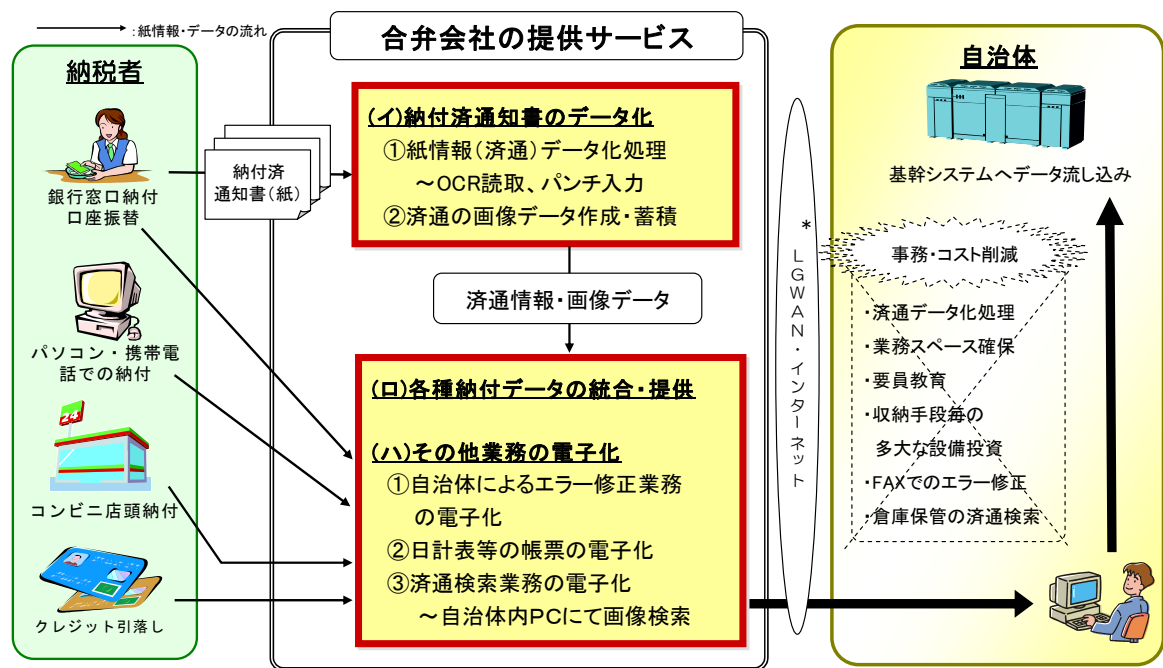 :紙情報・データの流れ
納税者
銀行窓口納付
口座振替
パソコン・携帯電
話での納付
24
コンビニ店頭納付
クレジット引落し
納付済
通知書(紙)
合弁会社の提供サービス
(イ)納付済通知書のデータ化
①紙情報(済通)データ化処理
~OCR読取、パンチ入力
②済通の画像データ作成・蓄積
済通情報・画像データ
(ロ)各種納付データの統合・提供
(ハ)その他業務の電子化
①自治体によるエラー修正業務
の電子化
②日計表等の帳票の電子化
③済通検索業務の電子化
~自治体内PCにて画像検索
*LGWAN・インターネット
自治体
基幹システムへデータ流し込み
事務・コスト削減
・済通データ化処理
・業務スペース確保
・要員教育
・収納手段毎の
多大な設備投資
・FAXでのエラー修正
・倉庫保管の済通検索